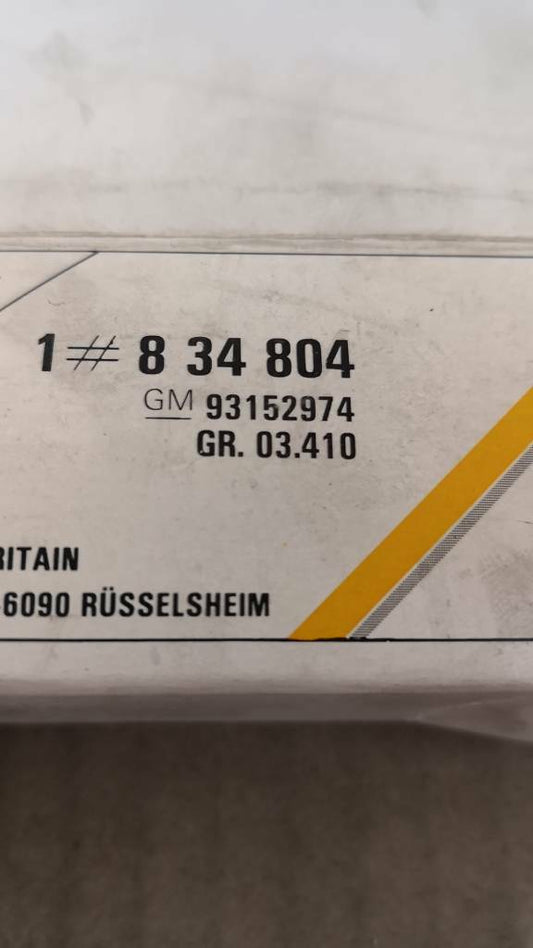 1 # 8 34 804
GM 93152974
GR. 03.410
RITAIN
6090 RÜSSELSHEIM